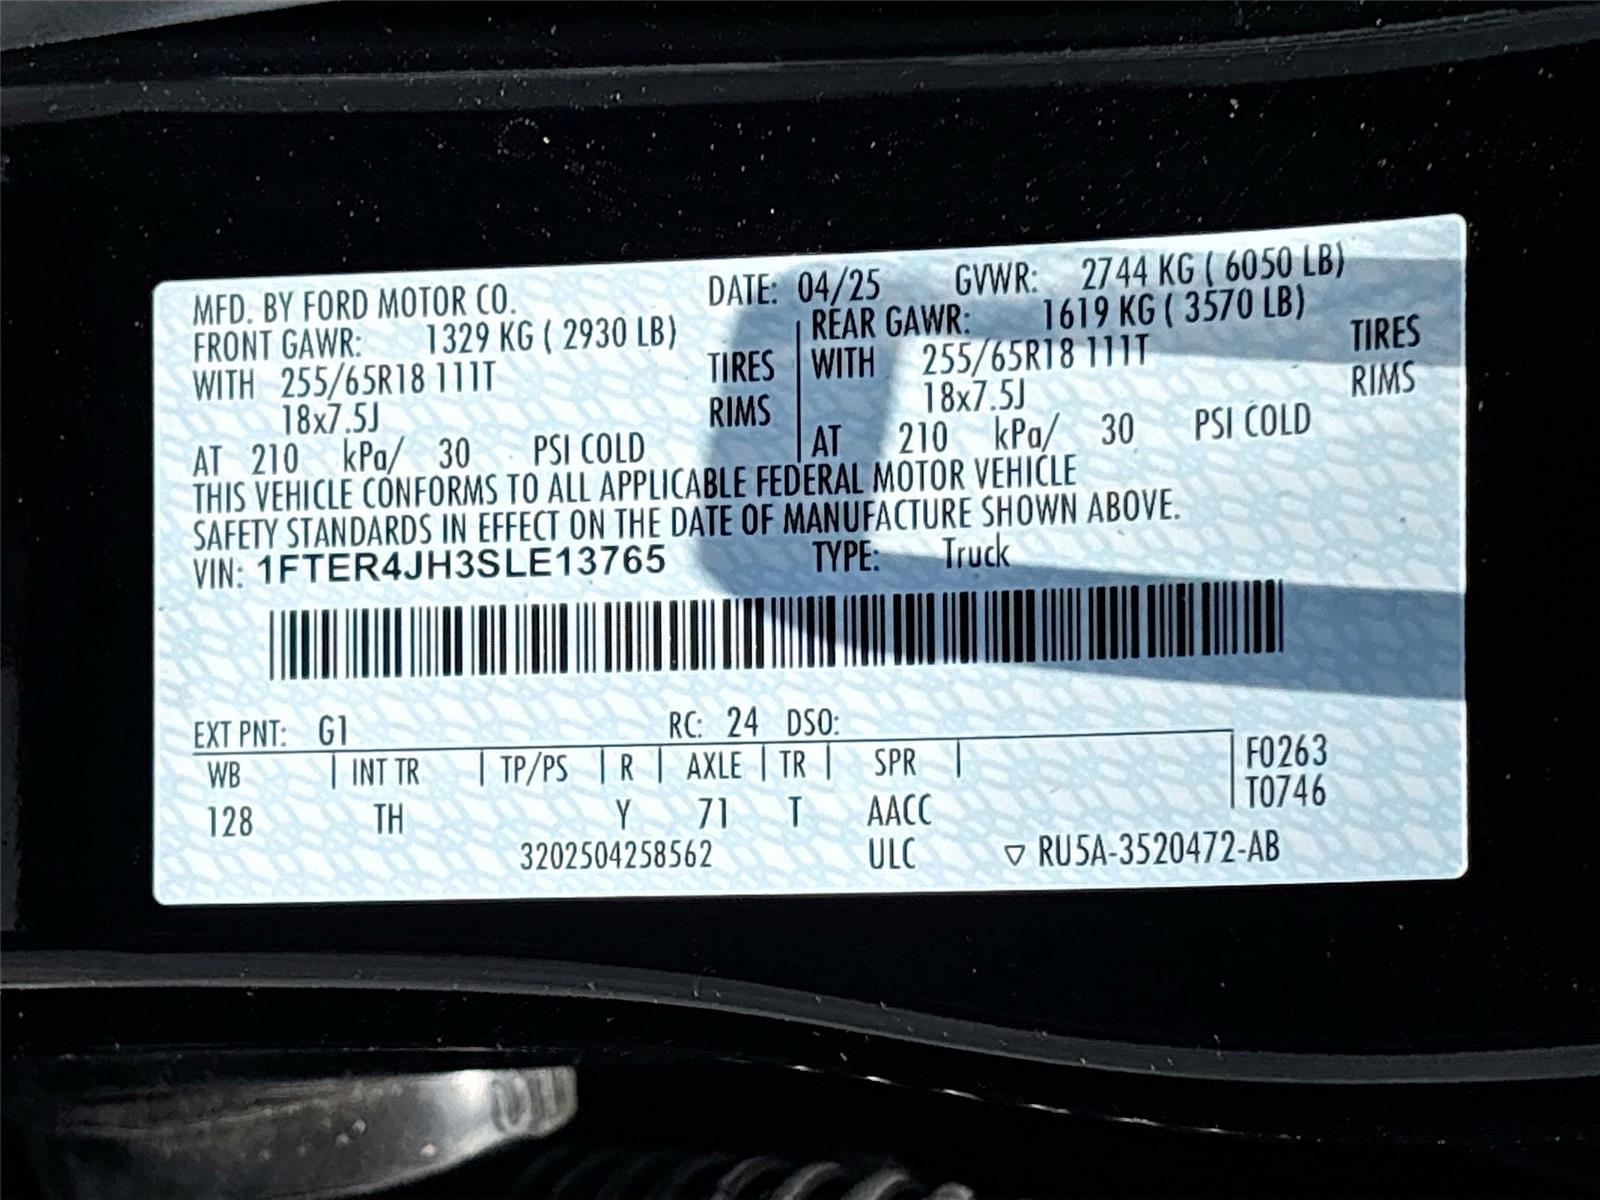 MFD. BY FORD MOTOR CO. DATE: 04/25 GVWR: 2744 KG ( 6050 LB)
FRONT GAWR: 1329 KG ( 2930 LB) REAR GAWR: 1619 KG ( 3570 LB)
WITH 255/65R18 111T TIRES WITH 255/65R18 111T TIRES
18x7.5J RIMS 18x7.5J RIMS
AT 210 kPa/ 30 PSI COLD AT 210 kPa/ 30 PSI COLD
THIS VEHICLE CONFORMS TO ALL APPLICABLE FEDERAL MOTOR VEHICLE
SAFETY STANDARDS IN EFFECT ON THE DATE OF MANUFACTURE SHOWN ABOVE.
VIN: 1FTER4JH3SLE13765 TYPE: Truck
EXT PNT: G1 RC: 24 DSO:
WB INT TR TP/PS R AXLE TR SPR F0263
T0746
128 TH Y 71 T AACC
3202504258562 ULC ▽ RU5A-3520472-AB